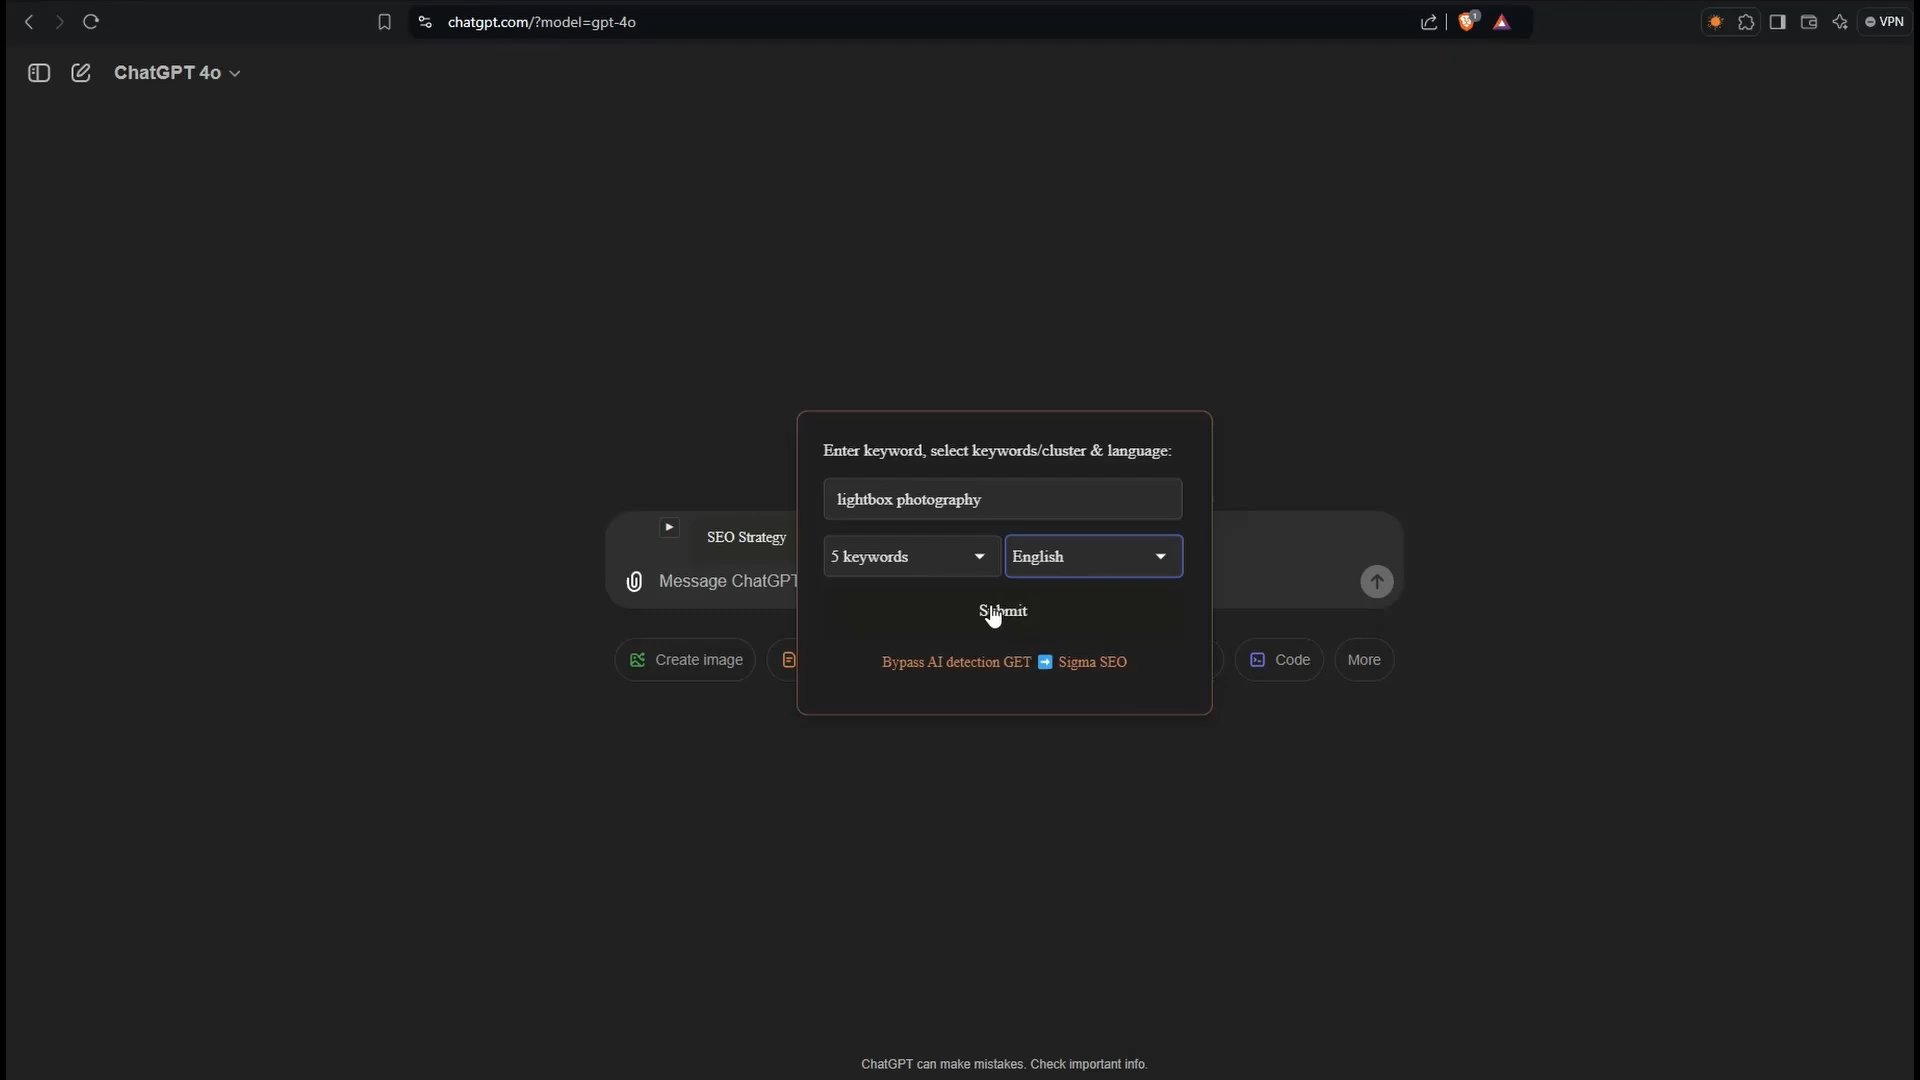 chatgpt.com/?model=gpt-4o
1
VPN
ChatGPT 4o
Enter keyword, select keywords/cluster & language:
lightbox photography
SEO Strategy
5 keywords
English
Message ChatGPT
Submit
Create image
Bypass AI detection GET ➡ Sigma SEO
Code
More
ChatGPT can make mistakes. Check important info.